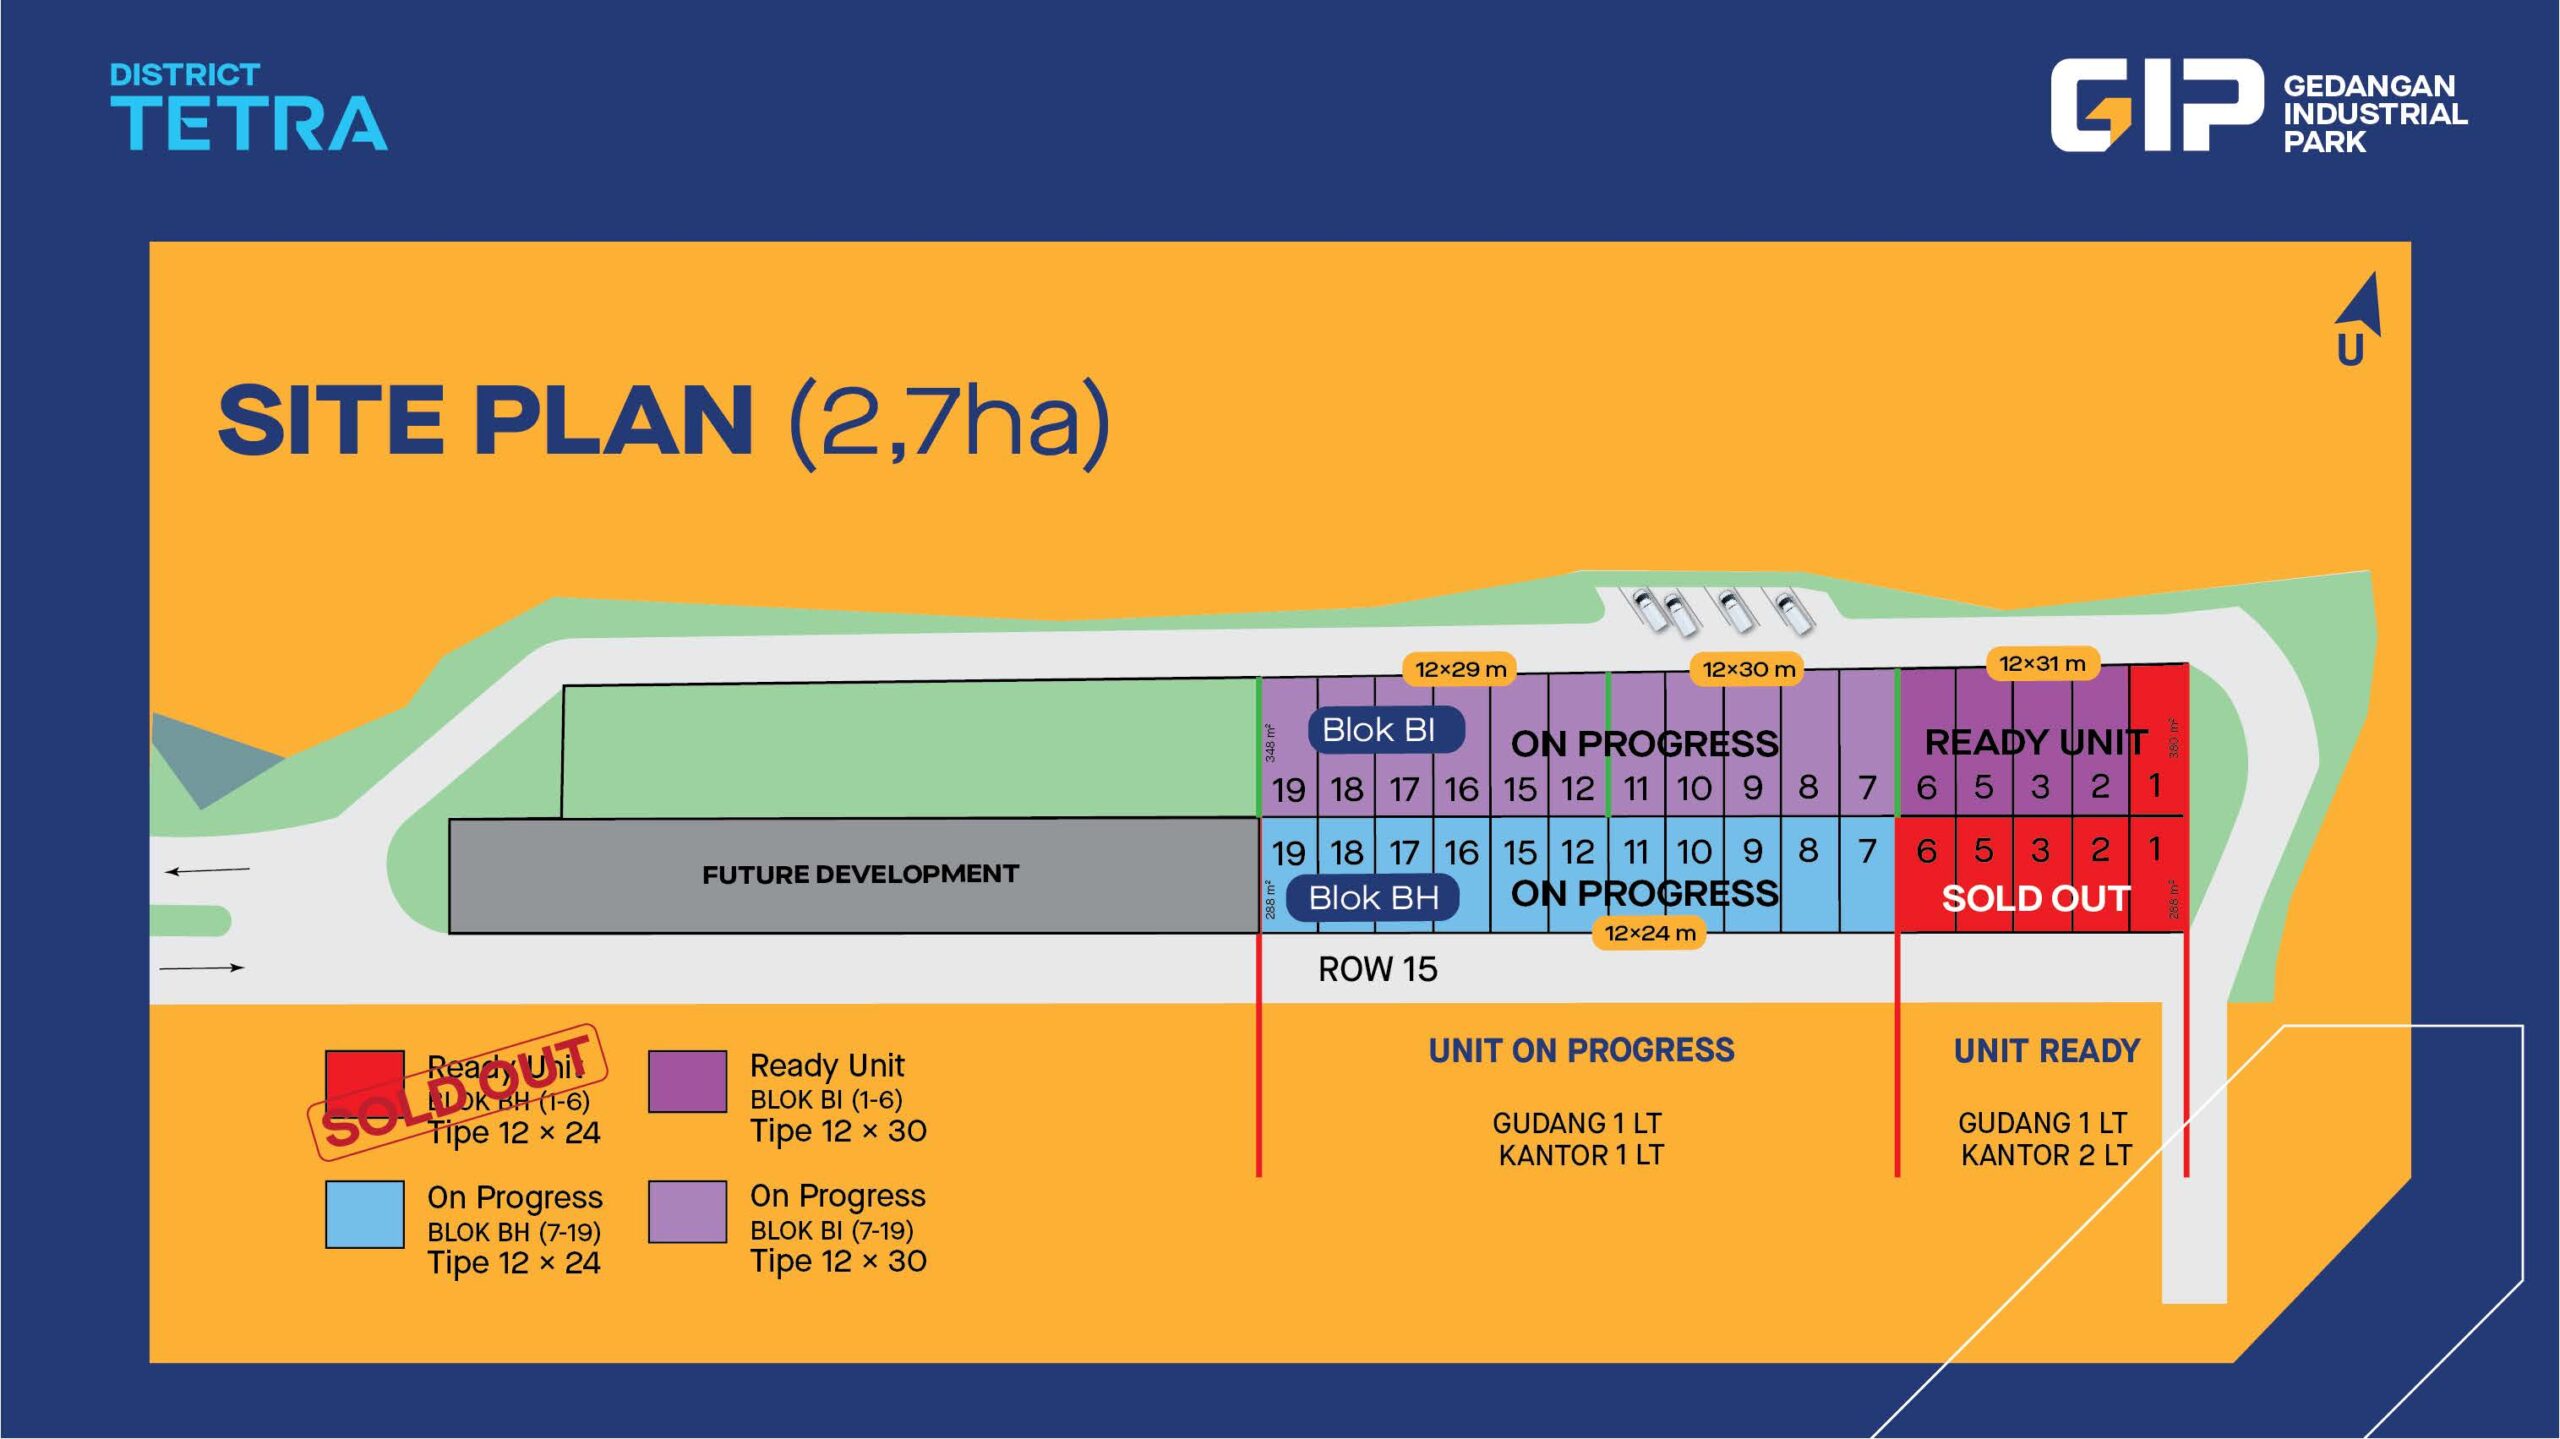 DISTRICT
TETRA
GIP
GEDANGAN
INDUSTRIAL
PARK
U
SITE PLAN (2,7ha)
12×29 m
12×30 m
12×31 m
348 m²
Blok BI
ON PROGRESS
READY UNIT
380 m²
19 18 17 16 15 12 11 10 9 8 7 6 5 3 2 1
19 18 17 16 15 12 11 10 9 8 7 6 5 3 2 1
FUTURE DEVELOPMENT
288 m²
Blok BH
ON PROGRESS
SOLD OUT
288 m²
12×24 m
ROW 15
Ready Unit
BLOK BH (1-6)
Tipe 12 × 24
SOLD OUT
Ready Unit
BLOK BI (1-6)
Tipe 12 × 30
On Progress
BLOK BH (7-19)
Tipe 12 × 24
On Progress
BLOK BI (7-19)
Tipe 12 × 30
UNIT ON PROGRESS
GUDANG 1 LT
KANTOR 1 LT
UNIT READY
GUDANG 1 LT
KANTOR 2 LT